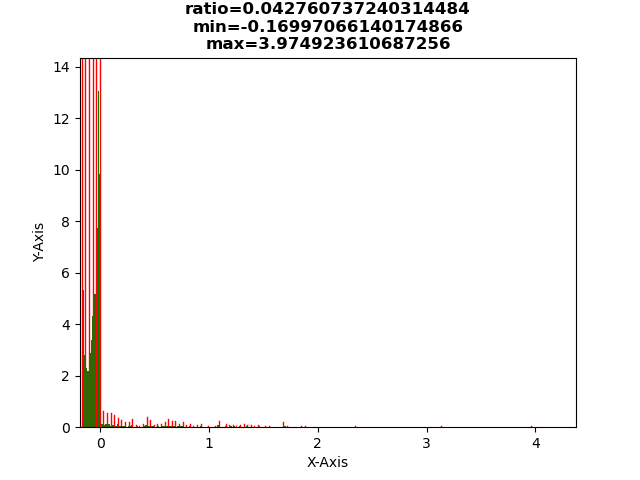 ratio=0.042760737240314484
min=-0.16997066140174866
max=3.974923610687256
14
12
10
8
6
4
2
0
Y-Axis
0 1 2 3 4
X-Axis